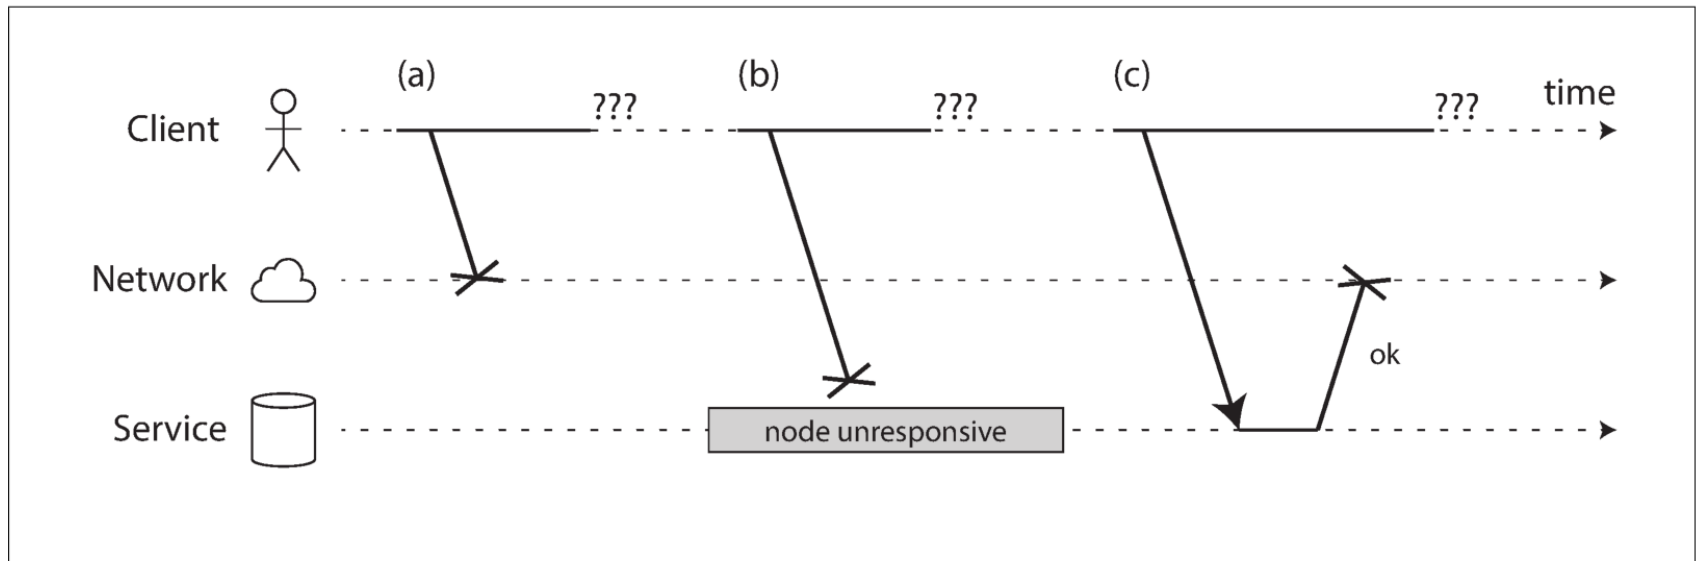 (a)
(b)
(c)
???
???
???
time
Client
Network
ok
Service
node unresponsive